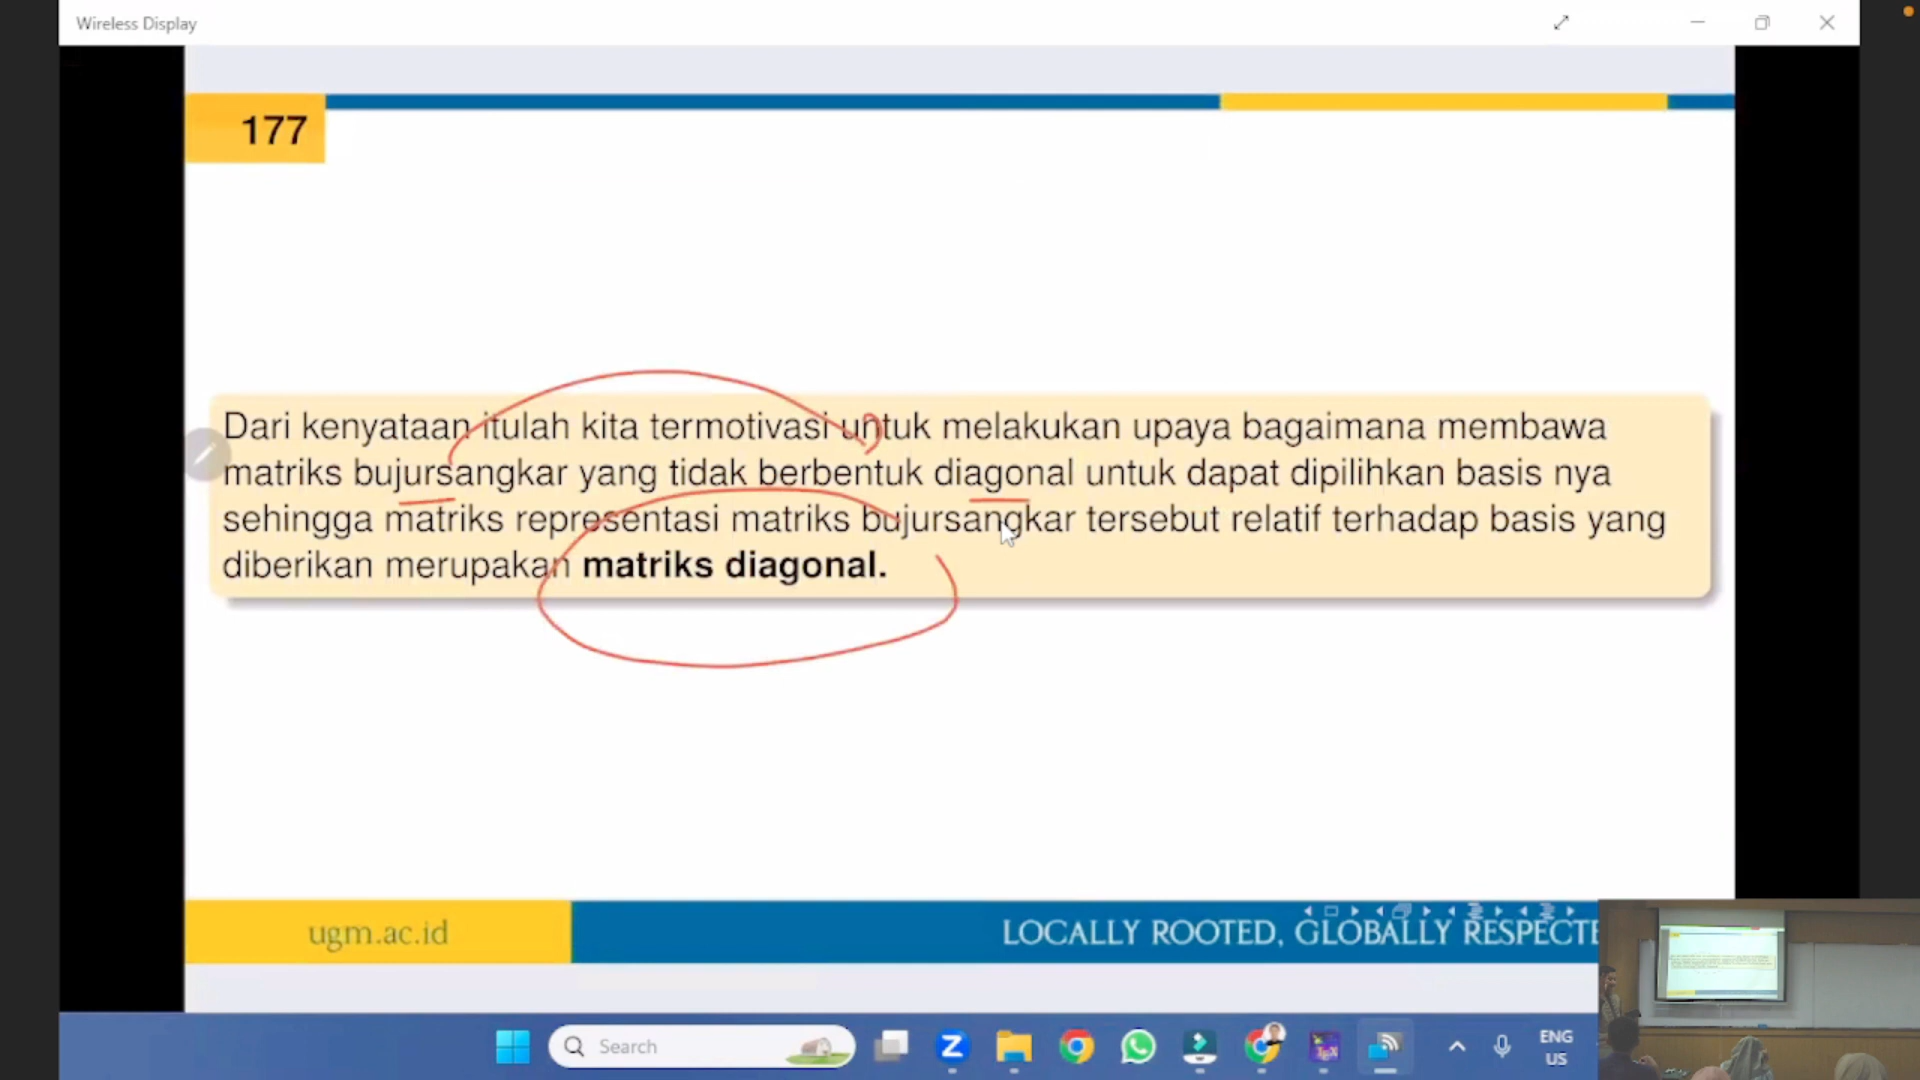 Wireless Display
177
Dari kenyataan itulah kita termotivasi untuk melakukan upaya bagaimana membawa
matriks bujursangkar yang tidak berbentuk diagonal untuk dapat dipilihkan basis nya
sehingga matriks representasi matriks bujursangkar tersebut relatif terhadap basis yang
diberikan merupakan matriks diagonal.
ugm.ac.id
LOCALLY ROOTED, GLOBALLY RESPECTE
Search
ENG
US